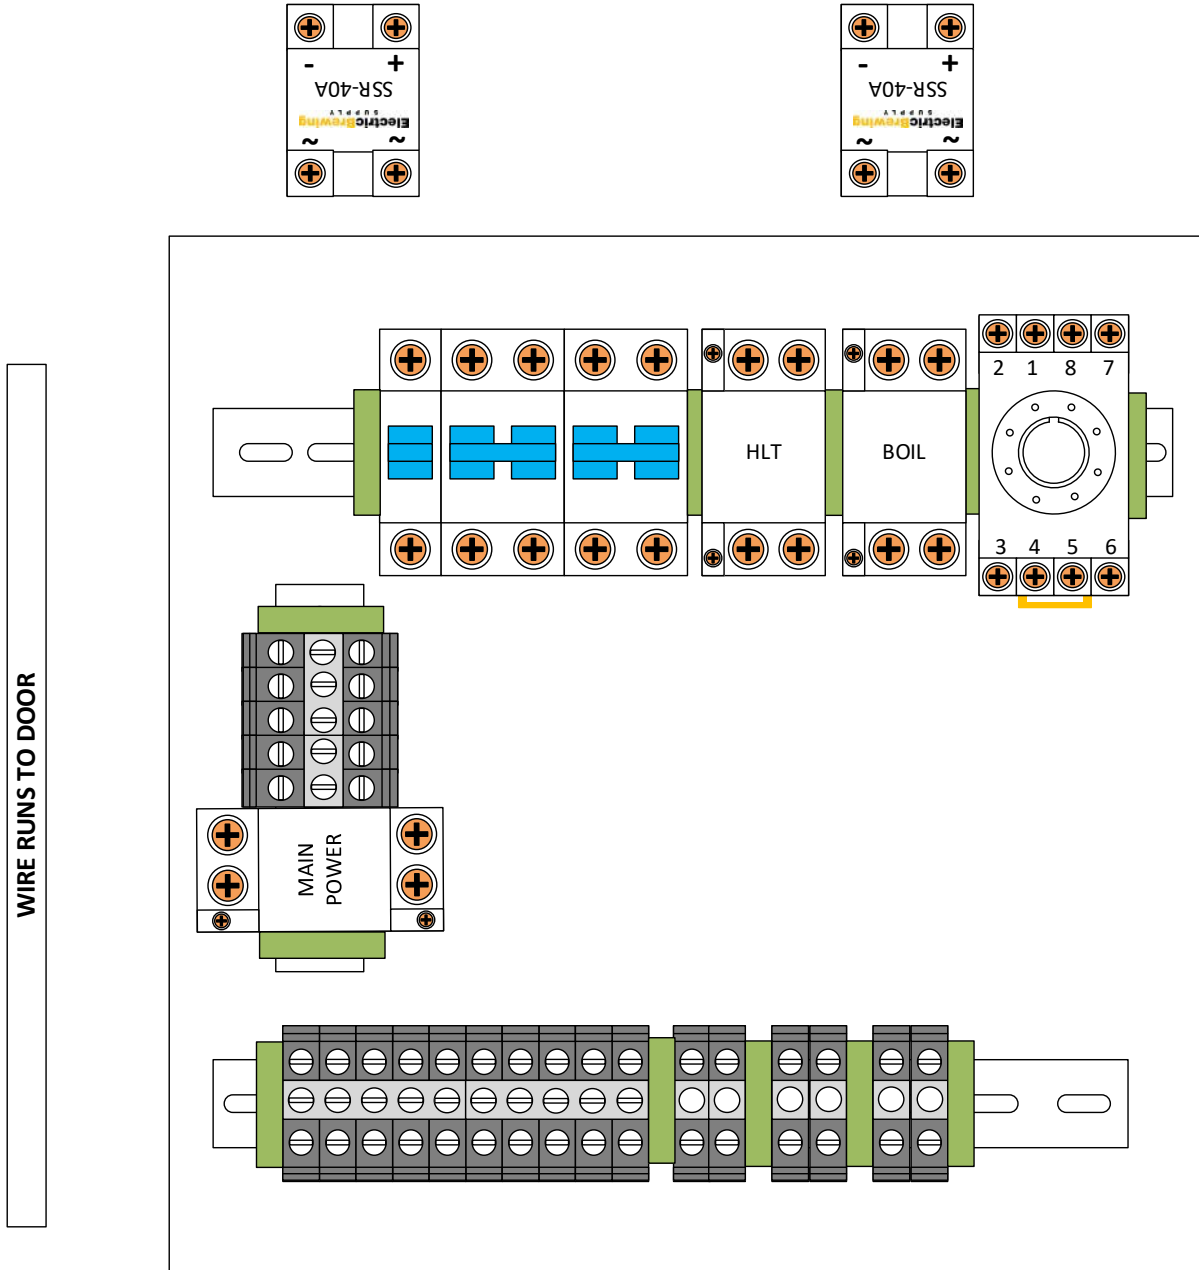 - +
SSR-40A
SUPPLY
ElectricBrewing
~ ~
- +
SSR-40A
SUPPLY
ElectricBrewing
~ ~
2 1 8 7
HLT
BOIL
3 4 5 6
WIRE RUNS TO DOOR
MAIN
POWER